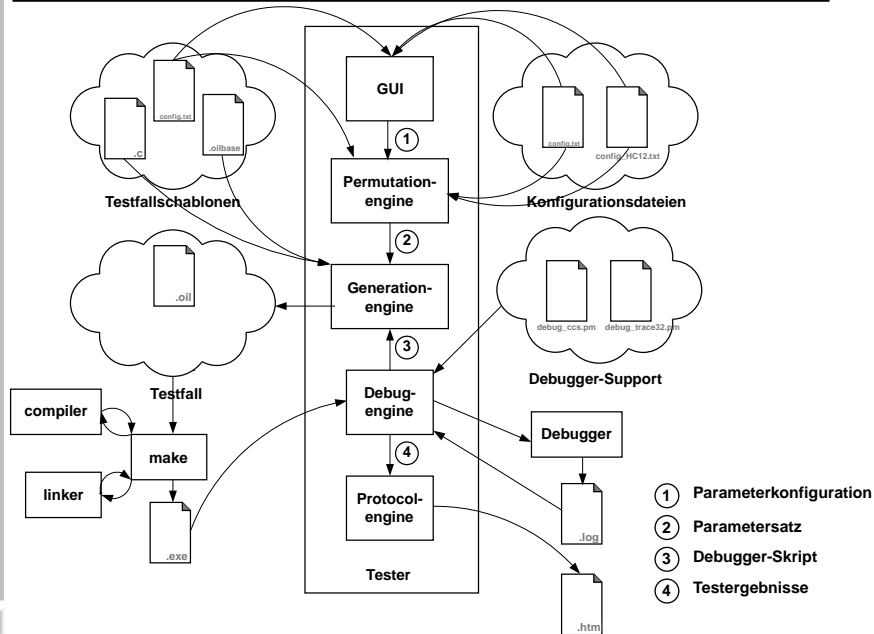 GUI
config.txt
.c
.oilbase
1
config.txt
config_HC12.txt
Permutation-
engine
Testfallschablonen
Konfigurationsdateien
2
.oil
Generation-
engine
debug_ccs.pm
debug_trace32.pm
3
Testfall
Debugger-Support
compiler
Debug-
engine
Debugger
make
4
linker
Protocol-
engine
.exe
.log
Tester
.htm
1 Parameterkonfiguration
2 Parametersatz
3 Debugger-Skript
4 Testergebnisse